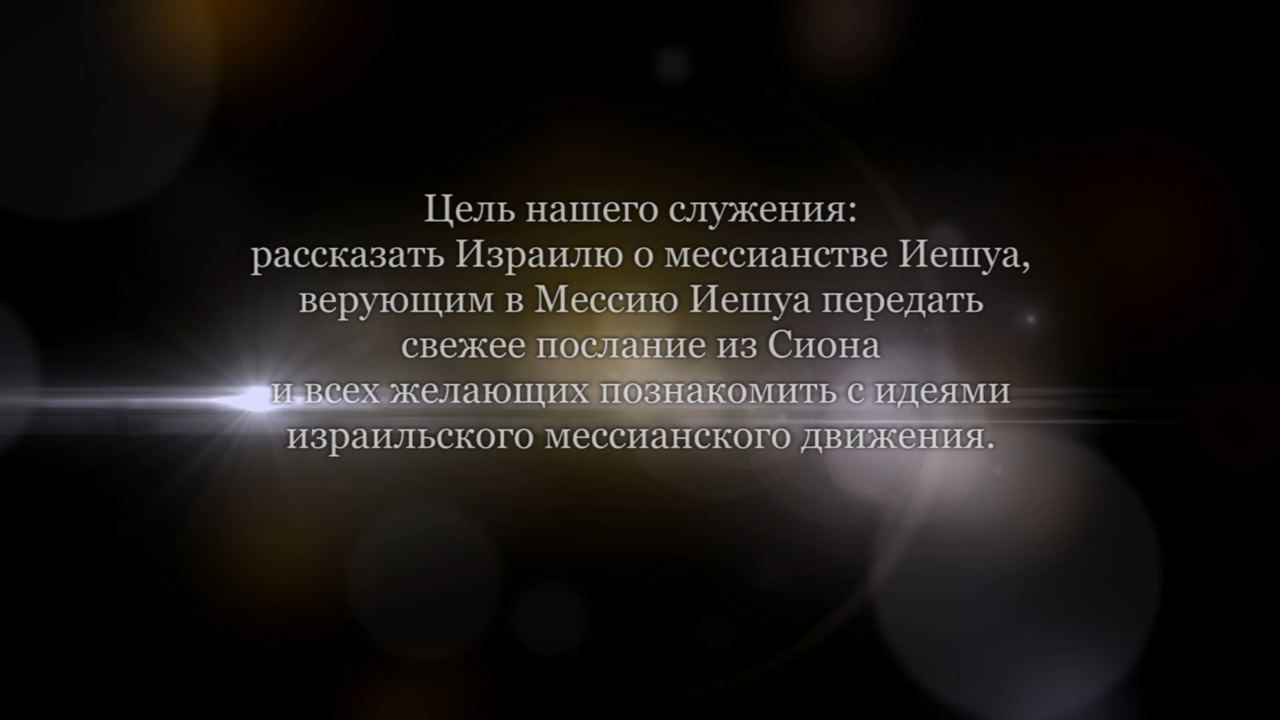 Цель нашего служения:
рассказать Израилю о мессианстве Иешуа,
верующим в Мессию Иешуа передать
свежее послание из Сиона
и всех желающих познакомить с идеями
израильского мессианского движения.